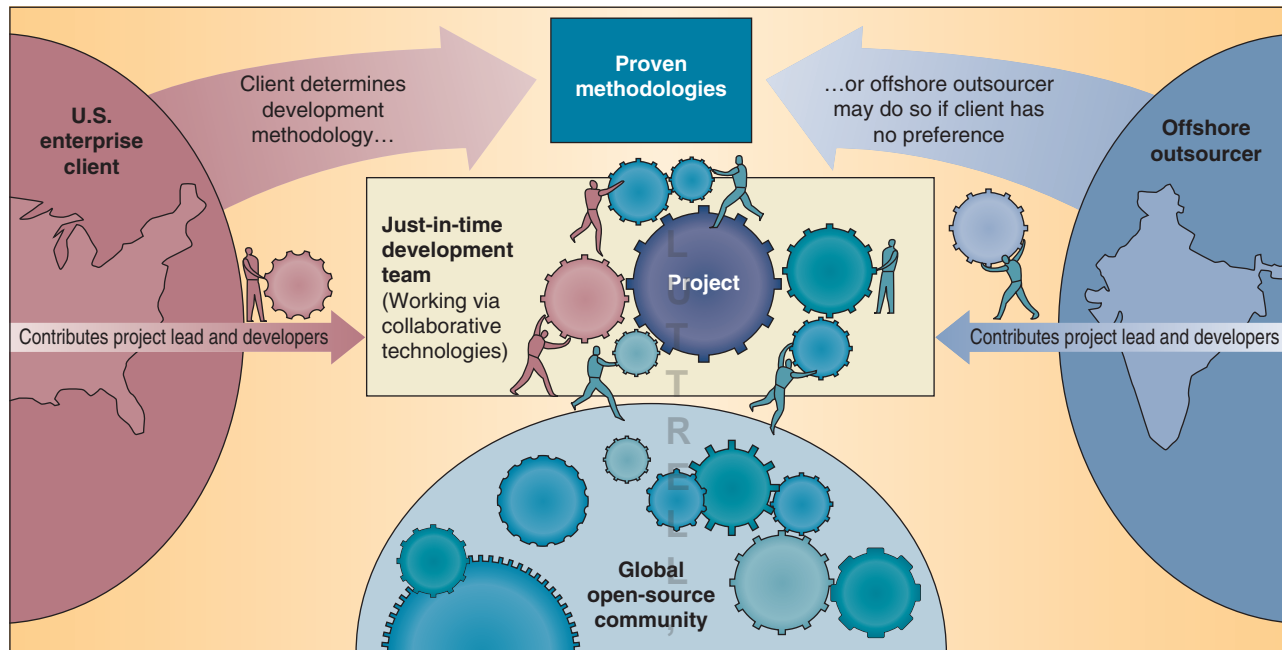 U.S.
enterprise
client
Client determines
development
methodology…
Proven
methodologies
…or offshore outsourcer
may do so if client has
no preference
Offshore
outsourcer
Just-in-time
development
team
(Working via
collaborative
technologies)
Project
Contributes project lead and developers
Contributes project lead and developers
Global
open-source
community
L
U
T
T
R
E
L
L
,